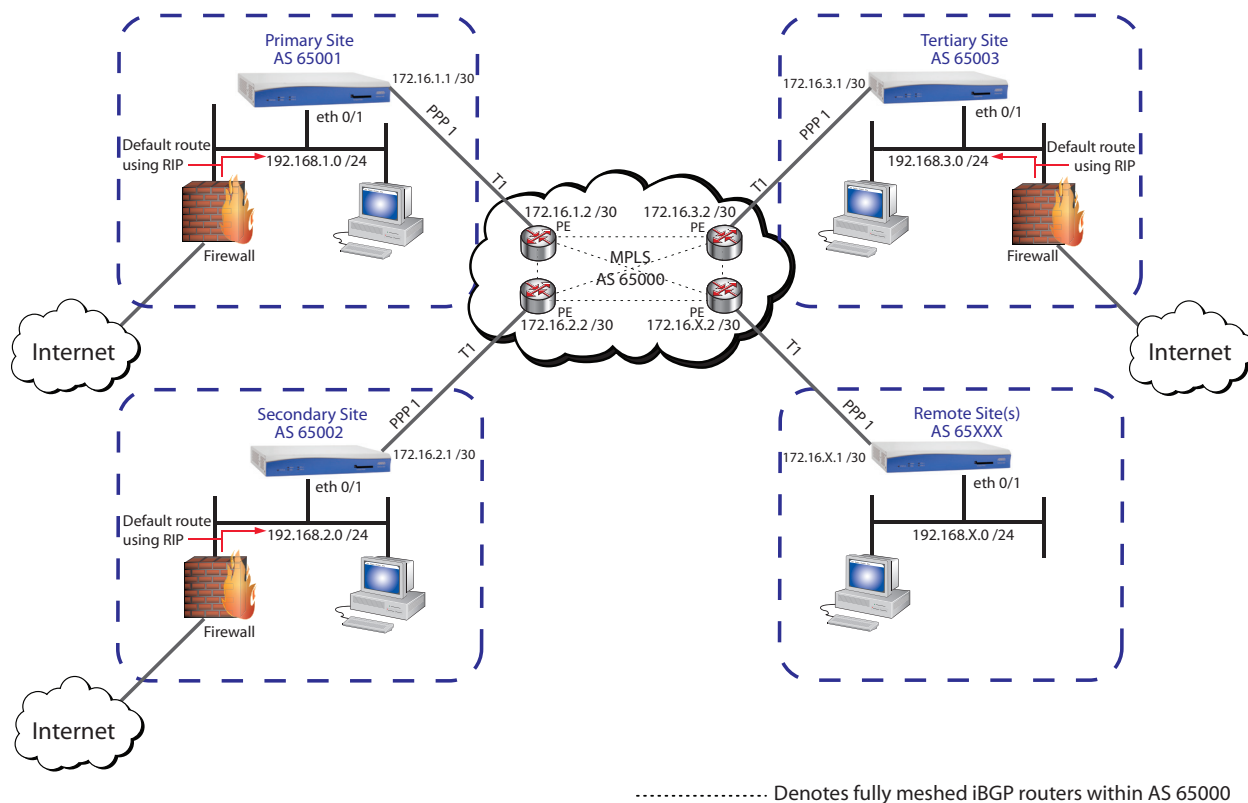 Primary Site
AS 65001
172.16.1.1 /30
eth 0/1
PPP 1
T1
Default route
using RIP
192.168.1.0 /24
Firewall
Internet
Tertiary Site
AS 65003
172.16.3.1 /30
eth 0/1
PPP 1
T1
Default route
using RIP
192.168.3.0 /24
Firewall
Internet
172.16.1.2 /30
PE
172.16.3.2 /30
PE
MPLS
AS 65000
PE
172.16.2.2 /30
PE
172.16.X.2 /30
Secondary Site
AS 65002
172.16.2.1 /30
eth 0/1
PPP 1
T1
Default route
using RIP
192.168.2.0 /24
Firewall
Internet
Remote Site(s)
AS 65XXX
172.16.X.1 /30
eth 0/1
PPP 1
T1
192.168.X.0 /24
Denotes fully meshed iBGP routers within AS 65000